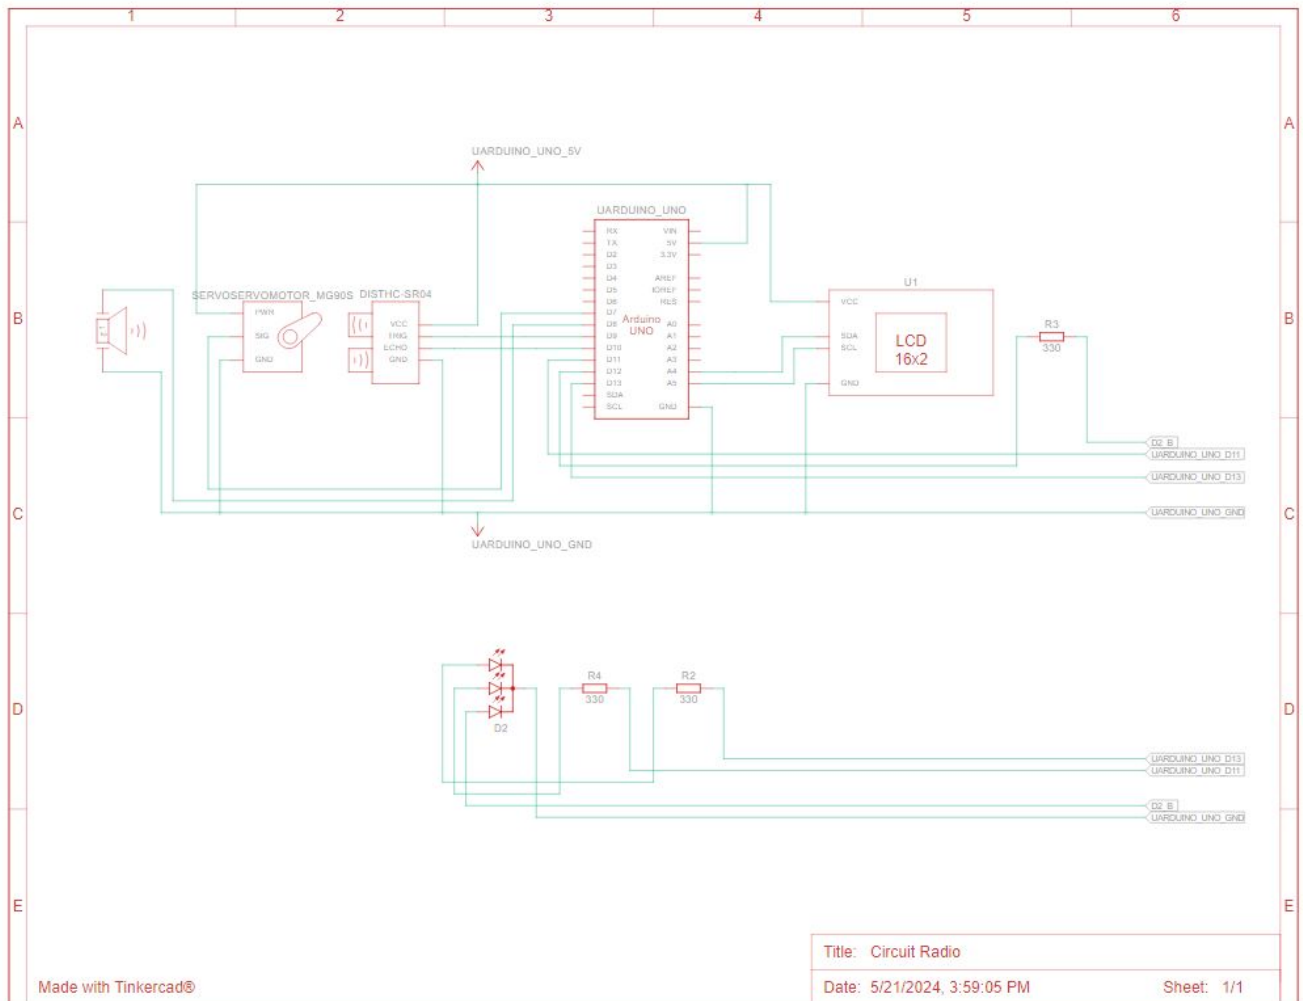 1 2 3 4 5 6
A A
UARDUINO_UNO_5V
UARDUINO_UNO
RX VIN
TX 5V
D2 3.3V
D3
D4 AREF
D5 IOREF
D6 RES
D7
D8 A0
D9 A1
D10 A2
D11 A3
D12 A4
D13 A5
SDA
SCL GND
Arduino
UNO
B B
SERVOSERVOMOTOR_MG90S
PWR
SIG
GND
DISTHC-SR04
VCC
TRIG
ECHO
GND
U1
VCC
SDA
SCL
GND
LCD
16x2
R3
330
D2_B
UARDUINO_UNO_D11
UARDUINO_UNO_D13
C C
UARDUINO_UNO_GND
UARDUINO_UNO_GND
D D
D2
R4
330
R2
330
UARDUINO_UNO_D13
UARDUINO_UNO_D11
D2_B
UARDUINO_UNO_GND
E E
Title: Circuit Radio
Made with Tinkercad®
Date: 5/21/2024, 3:59:05 PM Sheet: 1/1